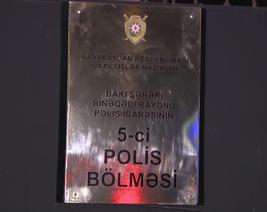 AZƏRBAYCAN RESPUBLİKASI
DAXİLİ İŞLƏR NAZİRLİYİ
BAKI ŞƏHƏRİ
BİNƏQƏDİ RAYONU
POLİS İDARƏSİNİN
5-ci
POLİS
BÖLMƏSİ